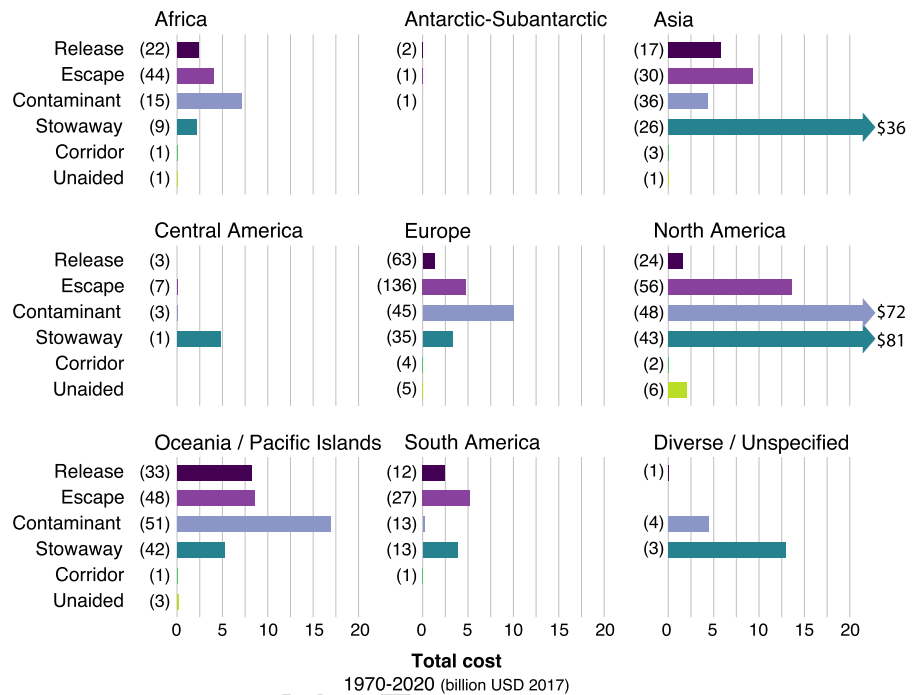 Africa Antarctic-Subantarctic Asia
Release (22) (2) (17)
Escape (44) (1) (30)
Contaminant (15) (1) (36)
Stowaway (9) (26) $36
Corridor (1) (3)
Unaided (1) (1)
Central America Europe North America
Release (3) (63) (24)
Escape (7) (136) (56)
Contaminant (3) (45) (48) $72
Stowaway (1) (35) (43) $81
Corridor (4) (2)
Unaided (5) (6)
Oceania / Pacific Islands South America Diverse / Unspecified
Release (33) (12) (1)
Escape (48) (27)
Contaminant (51) (13) (4)
Stowaway (42) (13) (3)
Corridor (1) (1)
Unaided (3)
0 5 10 15 20 0 5 10 15 20 0 5 10 15 20
Total cost
1970-2020 (billion USD 2017)